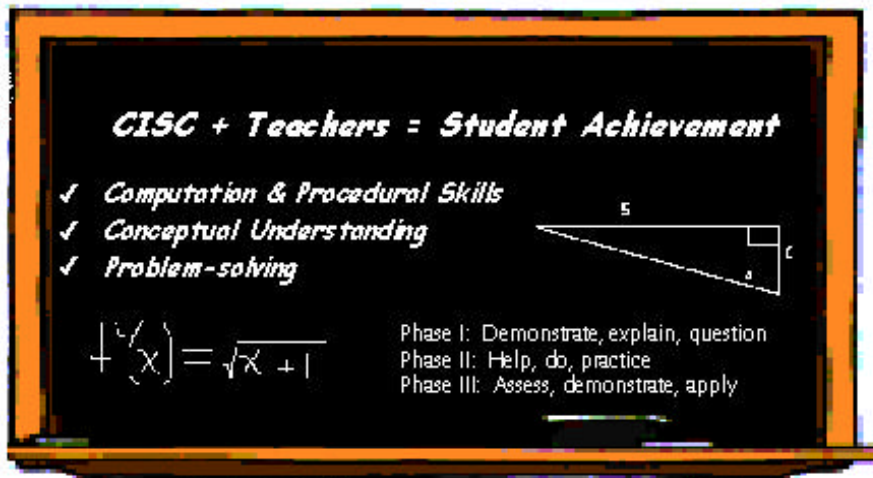 CISC + Teachers = Student Achievement
✓ Computation & Procedural Skills
✓ Conceptual Understanding
✓ Problem-solving
(x) = √x + 1
Phase I: Demonstrate, explain, question
Phase II: Help, do, practice
Phase III: Assess, demonstrate, apply